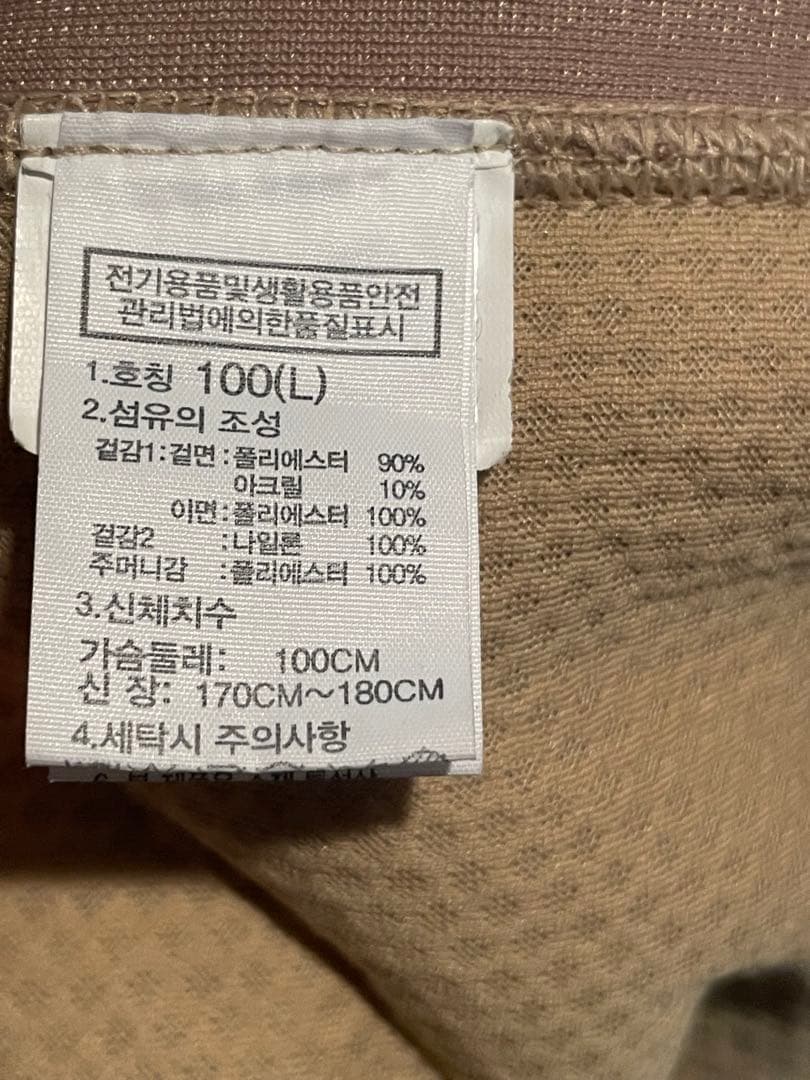 전기용품및생활용품안전
관리법에의한품질표시
1.호칭 100(L)
2.섬유의 조성
겉감1:겉면:폴리에스터 90%
아크릴 10%
이면:폴리에스터 100%
겉감2 :나일론 100%
주머니감 :폴리에스터 100%
3.신체치수
가슴둘레: 100CM
신 장: 170CM~180CM
4.세탁시 주의사항